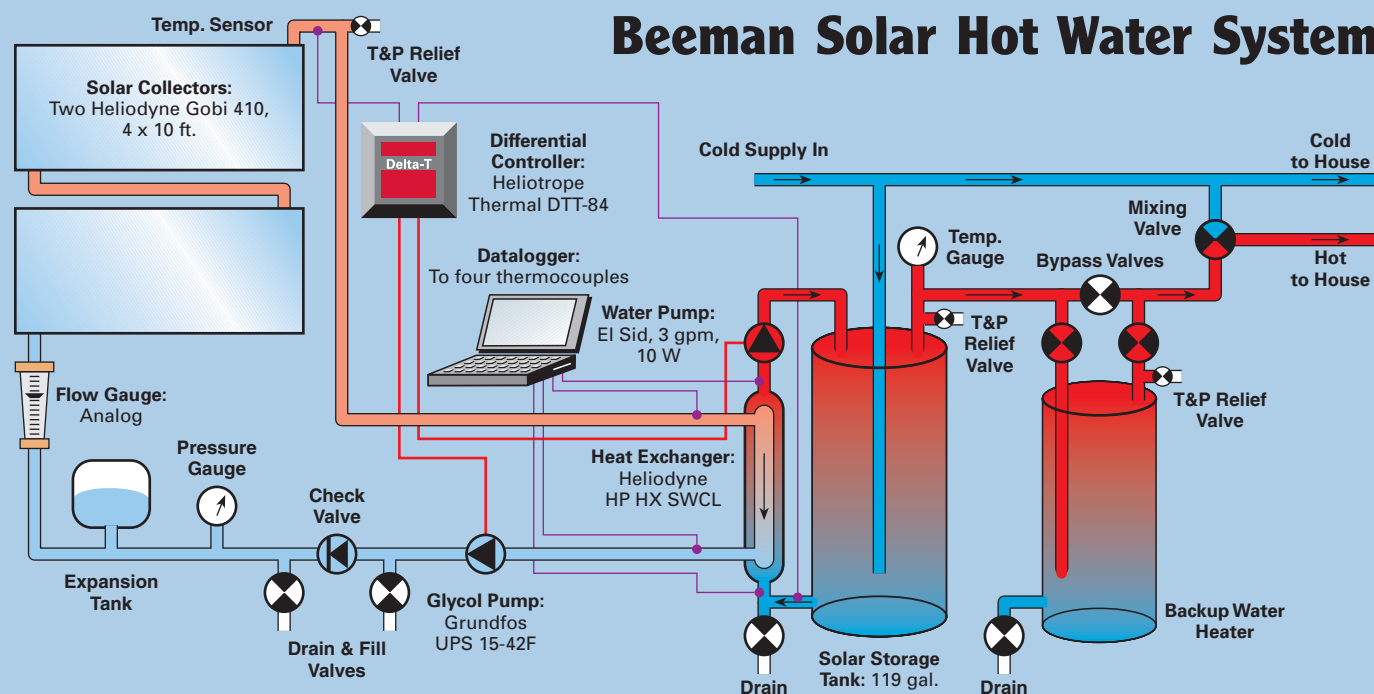 Beeman Solar Hot Water System
Temp. Sensor
T&P Relief
Valve
Solar Collectors:
Two Heliodyne Gobi 410,
4 x 10 ft.
Delta-T
Differential
Controller:
Heliotrope
Thermal DTT-84
Cold Supply In
Cold
to House
Mixing
Valve
Hot
to House
Temp.
Gauge
Bypass Valves
Datalogger:
To four thermocouples
Water Pump:
El Sid, 3 gpm,
10 W
T&P
Relief
Valve
T&P Relief
Valve
Flow Gauge:
Analog
Pressure
Gauge
Check
Valve
Heat Exchanger:
Heliodyne
HP HX SWCL
Expansion
Tank
Glycol Pump:
Grundfos
UPS 15-42F
Drain & Fill
Valves
Backup Water
Heater
Solar Storage
Tank: 119 gal.
Drain
Drain